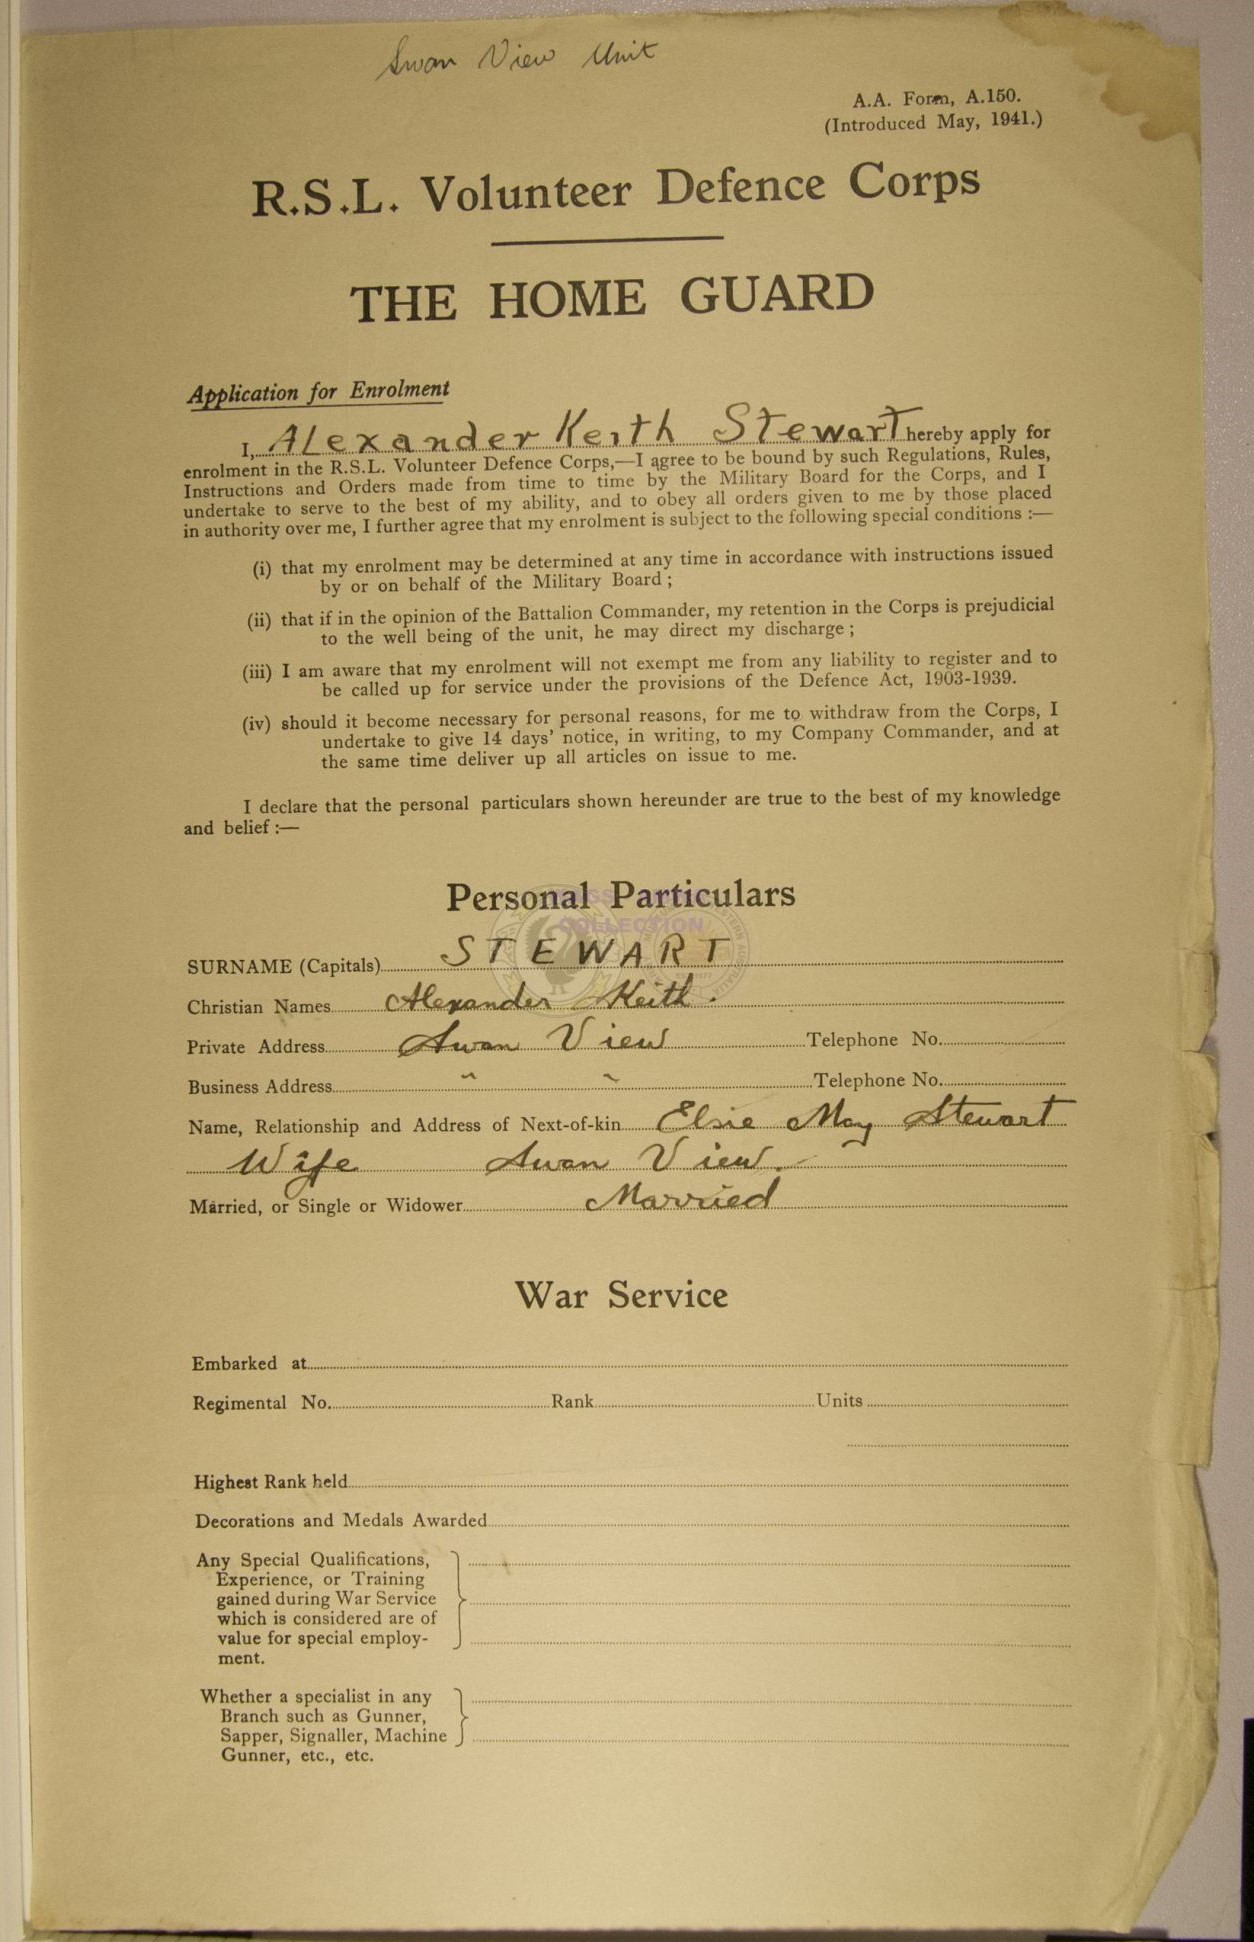 Swan View Unit
A.A. Form, A.150.
(Introduced May, 1941.)
R.S.L. Volunteer Defence Corps
THE HOME GUARD
Application for Enrolment
I, Alexander Keith Stewart hereby apply for
enrolment in the R.S.L. Volunteer Defence Corps,—I agree to be bound by such Regulations, Rules,
Instructions and Orders made from time to time by the Military Board for the Corps, and I
undertake to serve to the best of my ability, and to obey all orders given to me by those placed
in authority over me, I further agree that my enrolment is subject to the following special conditions :—
(i) that my enrolment may be determined at any time in accordance with instructions issued
by or on behalf of the Military Board ;
(ii) that if in the opinion of the Battalion Commander, my retention in the Corps is prejudicial
to the well being of the unit, he may direct my discharge ;
(iii) I am aware that my enrolment will not exempt me from any liability to register and to
be called up for service under the provisions of the Defence Act, 1903-1939.
(iv) should it become necessary for personal reasons, for me to withdraw from the Corps, I
undertake to give 14 days' notice, in writing, to my Company Commander, and at
the same time deliver up all articles on issue to me.
I declare that the personal particulars shown hereunder are true to the best of my knowledge
and belief :—
Personal Particulars
COLLECTION
SURNAME (Capitals) STEWART
Christian Names Alexander Keith.
Private Address Swan View Telephone No.
Business Address " " Telephone No.
Name, Relationship and Address of Next-of-kin Elsie May Stewart
Wife Swan View.
Married, or Single or Widower Married
War Service
Embarked at
Regimental No. Rank Units
Highest Rank held
Decorations and Medals Awarded
Any Special Qualifications,
Experience, or Training
gained during War Service
which is considered are of
value for special employ-
ment.
Whether a specialist in any
Branch such as Gunner,
Sapper, Signaller, Machine
Gunner, etc., etc.